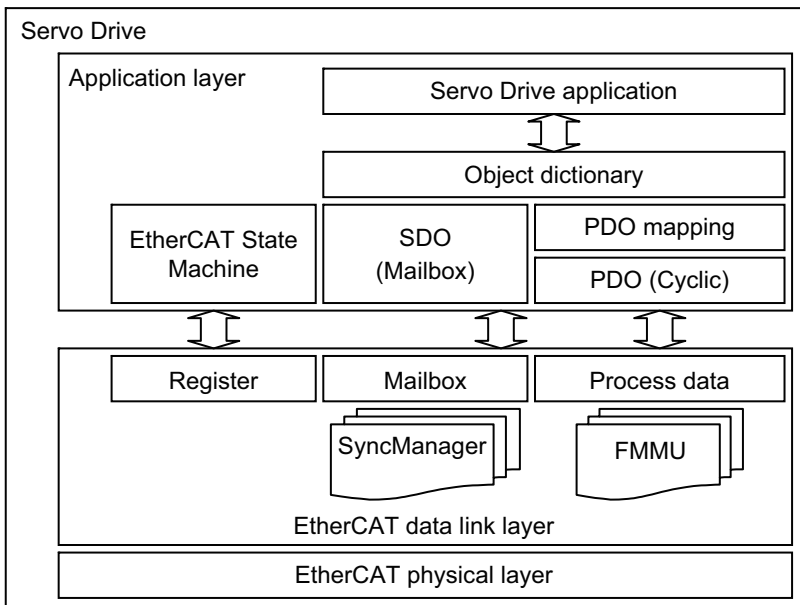 Servo Drive
Application layer
Servo Drive application
Object dictionary
EtherCAT State
Machine
SDO
(Mailbox)
PDO mapping
PDO (Cyclic)
Register
Mailbox
Process data
SyncManager
FMMU
EtherCAT data link layer
EtherCAT physical layer